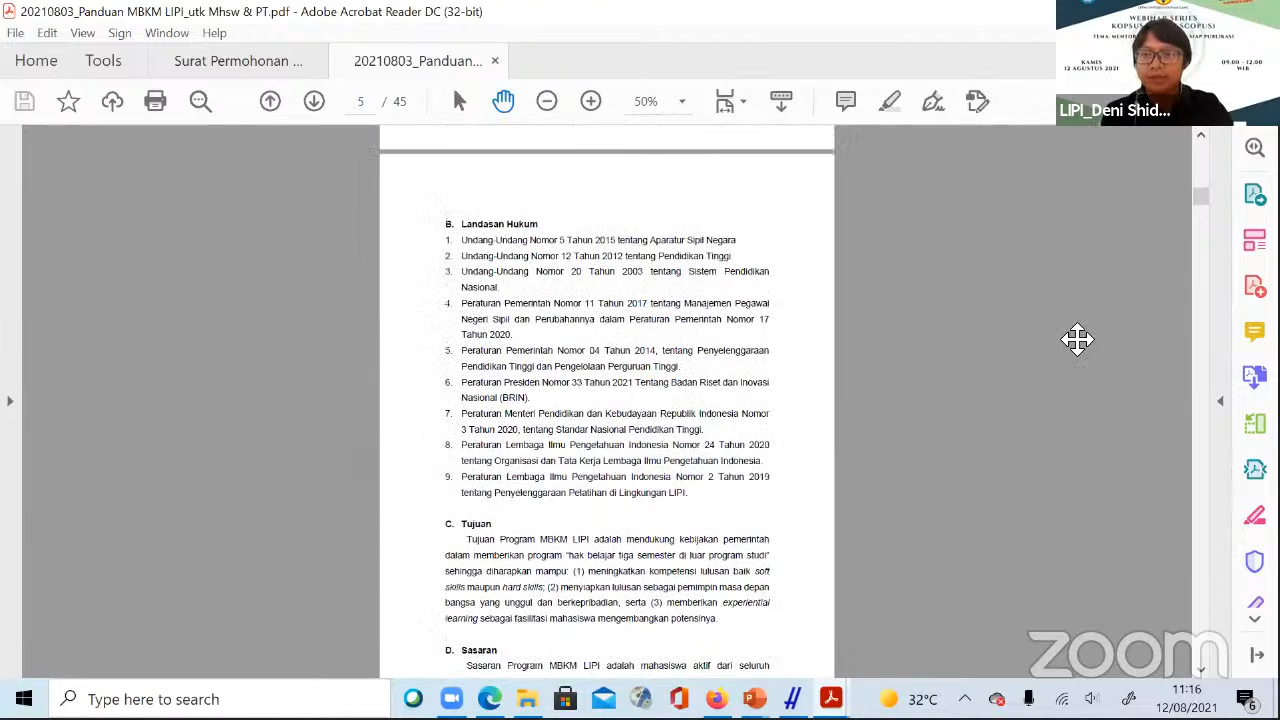 20210803_Panduan MBKM LIPI_utk Mhsw & PT.pdf - Adobe Acrobat Reader DC (32-bit)
View Sign Window Help
Home Tools Surat Permohonan ... 20210803_Panduan... ×
5 / 45 50%
WEBINAR SERIES
KAMIS
12 AGUSTUS 2021
09.00 - 12.00
WIB
LIPI_Deni Shid...
B. Landasan Hukum
1. Undang-Undang Nomor 5 Tahun 2015 tentang Aparatur Sipil Negara
2. Undang-Undang Nomor 12 Tahun 2012 tentang Pendidikan Tinggi
3. Undang-Undang Nomor 20 Tahun 2003 tentang Sistem Pendidikan
Nasional.
4. Peraturan Pemerintah Nomor 11 Tahun 2017 tentang Manajemen Pegawai
Negeri Sipil dan Perubahannya dalam Peraturan Pemerintah Nomor 17
Tahun 2020.
5. Peraturan Pemerintah Nomor 04 Tahun 2014, tentang Penyelenggaraan
Pendidikan Tinggi dan Pengelolaan Perguruan Tinggi.
6. Peraturan Presiden Nomor 33 Tahun 2021 Tentang Badan Riset dan Inovasi
Nasional (BRIN).
7. Peraturan Menteri Pendidikan dan Kebudayaan Republik Indonesia Nomor
3 Tahun 2020, tentang Standar Nasional Pendidikan Tinggi.
8. Peraturan Lembaga Ilmu Pengetahuan Indonesia Nomor 24 Tahun 2020
tentang Organisasi dan Tata Kerja Lembaga Ilmu Pengetahuan Indonesia.
9. Peraturan Lembaga Ilmu Pengetahuan Indonesia Nomor 2 Tahun 2019
tentang Penyelenggaraan Pelatihan di Lingkungan LIPI.
C. Tujuan
Tujuan Program MBKM LIPI adalah mendukung kebijakan pemerintah
dalam memberikan program “hak belajar tiga semester di luar program studi”
sehingga diharapkan mampu: (1) meningkatkan kompetensi lulusan baik soft
skills maupun hard skills; (2) menyiapkan lulusan sebagai pemimpin masa depan
bangsa yang unggul dan berkepribadian, serta (3) memberikan experiential
learning sebagai fasilitasi mahasiswa mengembangkan potensinya.
D. Sasaran
Sasaran Program MBKM LIPI adalah mahasiswa aktif dari seluruh
zoom
Type here to search
32°C
11:16
12/08/2021
6